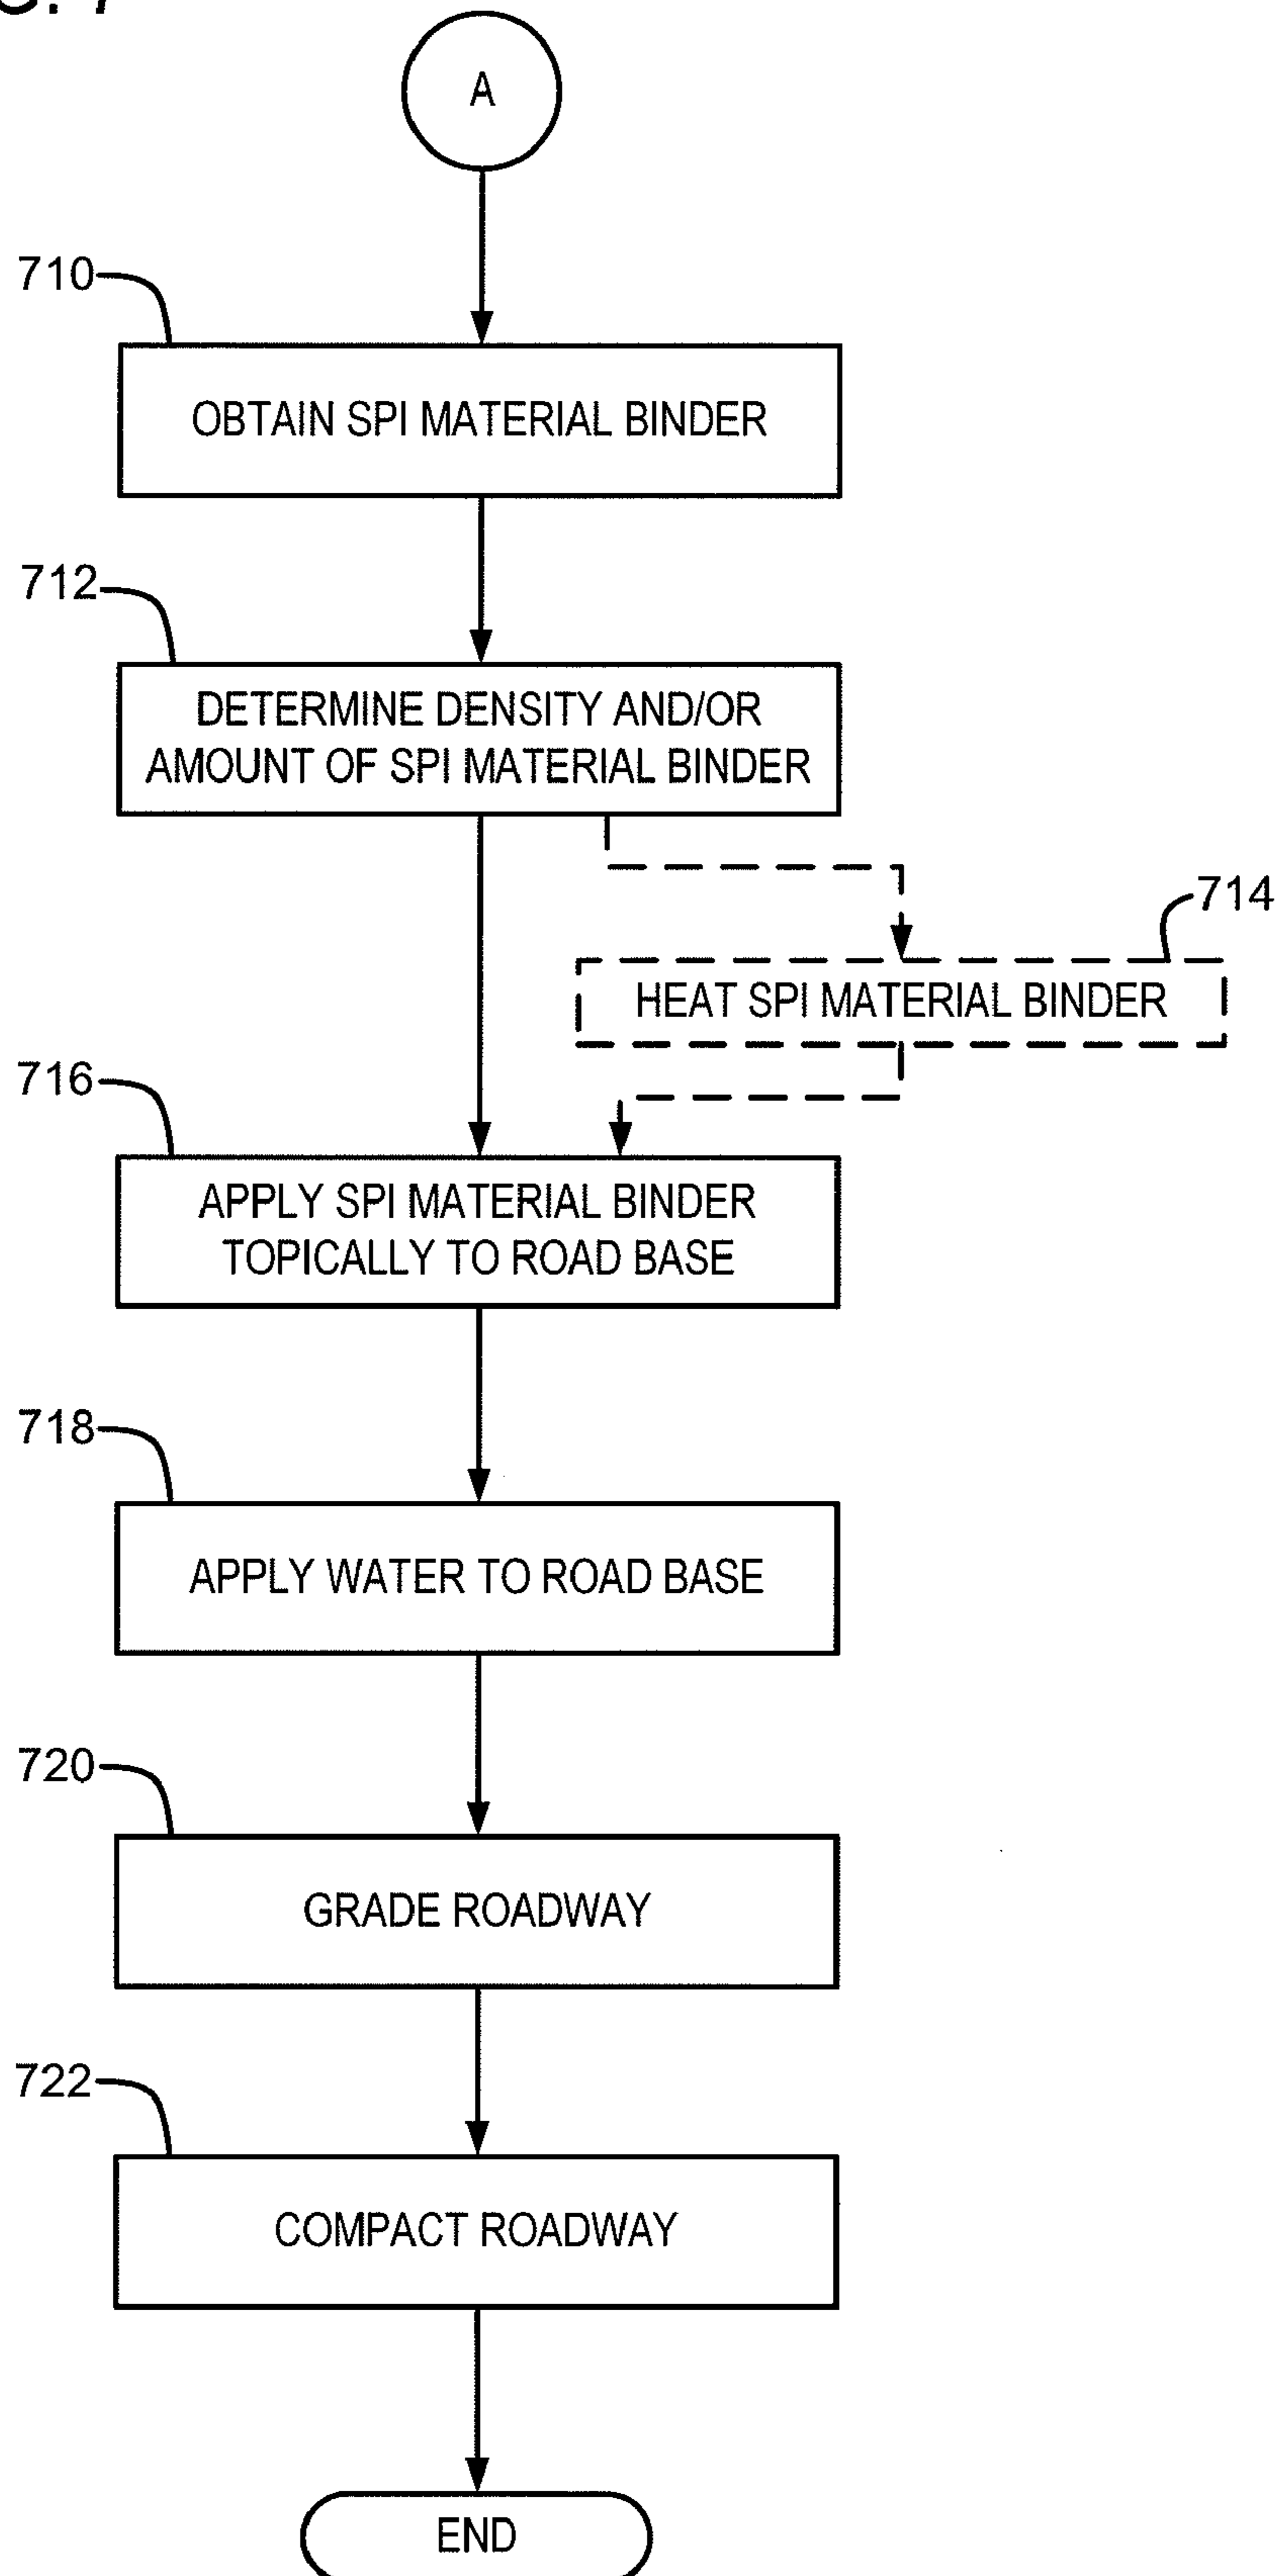 A
710
OBTAIN SPI MATERIAL BINDER
712
DETERMINE DENSITY AND/OR
AMOUNT OF SPI MATERIAL BINDER
714
HEAT SPI MATERIAL BINDER
716
APPLY SPI MATERIAL BINDER
TOPICALLY TO ROAD BASE
718
APPLY WATER TO ROAD BASE
720
GRADE ROADWAY
722
COMPACT ROADWAY
END